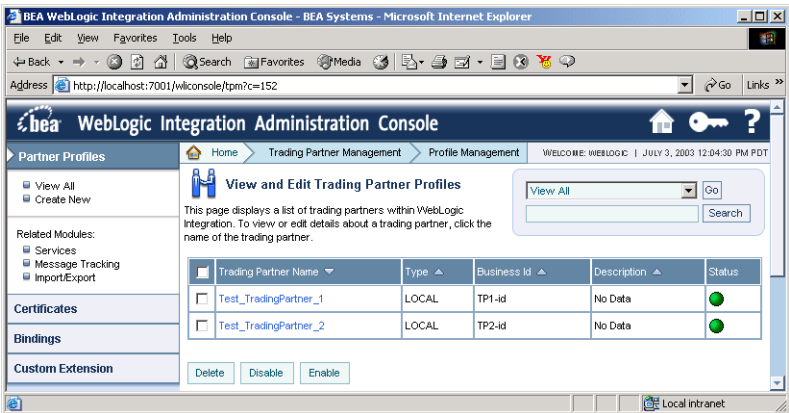 BEA WebLogic Integration Administration Console - BEA Systems - Microsoft Internet Explorer
File Edit View Favorites Tools Help
Back Search Favorites Media
Address http://localhost:7001/wliconsole/tpm?c=152 Go Links »
bea WebLogic Integration Administration Console ?
Partner Profiles
Home Trading Partner Management Profile Management WELCOME: WEBLOGIC | JULY 3, 2003 12:04:30 PM PDT
View All
Create New
Related Modules:
Services
Message Tracking
Import/Export
Certificates
Bindings
Custom Extension
View and Edit Trading Partner Profiles
This page displays a list of trading partners within WebLogic
Integration. To view or edit details about a trading partner, click the
name of the trading partner.
View All Go
Search
Trading Partner Name Type Business Id Description Status
Test_TradingPartner_1 LOCAL TP1-id No Data
Test_TradingPartner_2 LOCAL TP2-id No Data
Delete Disable Enable
Local intranet